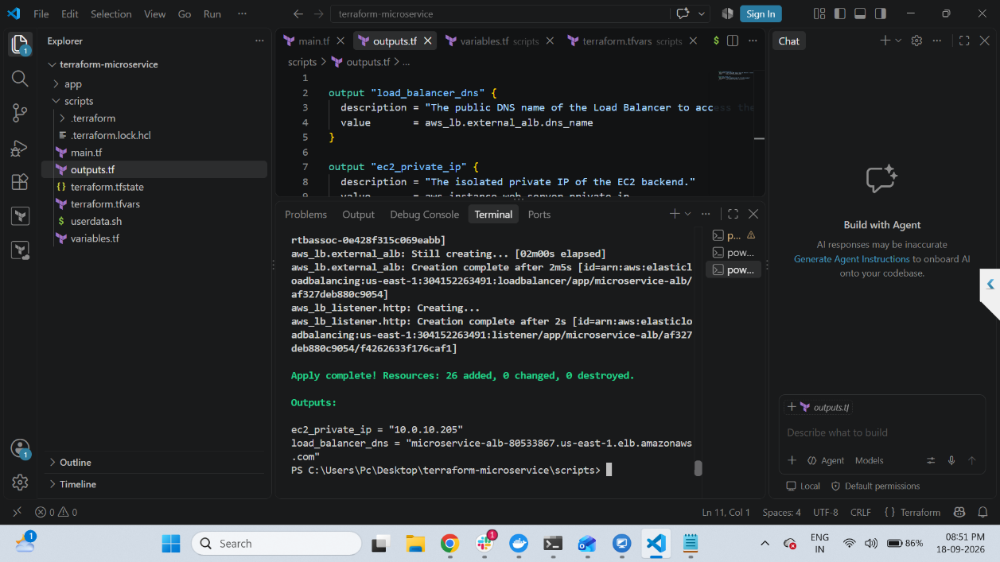 File Edit Selection View Go Run ···
terraform-microservice
Sign In
Explorer
1
terraform-microservice
app
scripts
.terraform
.terraform.lock.hcl
main.tf
outputs.tf
{} terraform.tfstate
terraform.tfvars
$ userdata.sh
variables.tf
Outline
Timeline
1
main.tf
outputs.tf
variables.tf scripts
terraform.tfvars scripts
$
scripts > outputs.tf > ...
1
2 output "load_balancer_dns" {
3 description = "The public DNS name of the Load Balancer to access the
4 value = aws_lb.external_alb.dns_name
5 }
6
7 output "ec2_private_ip" {
8 description = "The isolated private IP of the EC2 backend."
9 value = aws_instance.web_server.private_ip
Problems Output Debug Console Terminal Ports
p...
pow...
pow...
rtbassoc-0e428f315c069eabb]
aws_lb.external_alb: Still creating... [02m00s elapsed]
aws_lb.external_alb: Creation complete after 2m5s [id=arn:aws:elasticl
oadbalancing:us-east-1:304152263491:loadbalancer/app/microservice-alb/
af327deb880c9054]
aws_lb_listener.http: Creating...
aws_lb_listener.http: Creation complete after 2s [id=arn:aws:elasticlo
adbalancing:us-east-1:304152263491:listener/app/microservice-alb/af327
deb880c9054/f4262633f176caf1]
Apply complete! Resources: 26 added, 0 changed, 0 destroyed.
Outputs:
ec2_private_ip = "10.0.10.205"
load_balancer_dns = "microservice-alb-80533867.us-east-1.elb.amazonaws
.com"
PS C:\Users\Pc\Desktop\terraform-microservice\scripts>
Chat
Build with Agent
AI responses may be inaccurate
Generate Agent Instructions to onboard AI
onto your codebase.
outputs.tf
Describe what to build
Agent Models
Local Default permissions
0 0
Ln 11, Col 1 Spaces: 4 UTF-8 CRLF {} Terraform
1
Search
1
ENG
IN
86%
08:51 PM
18-09-2026